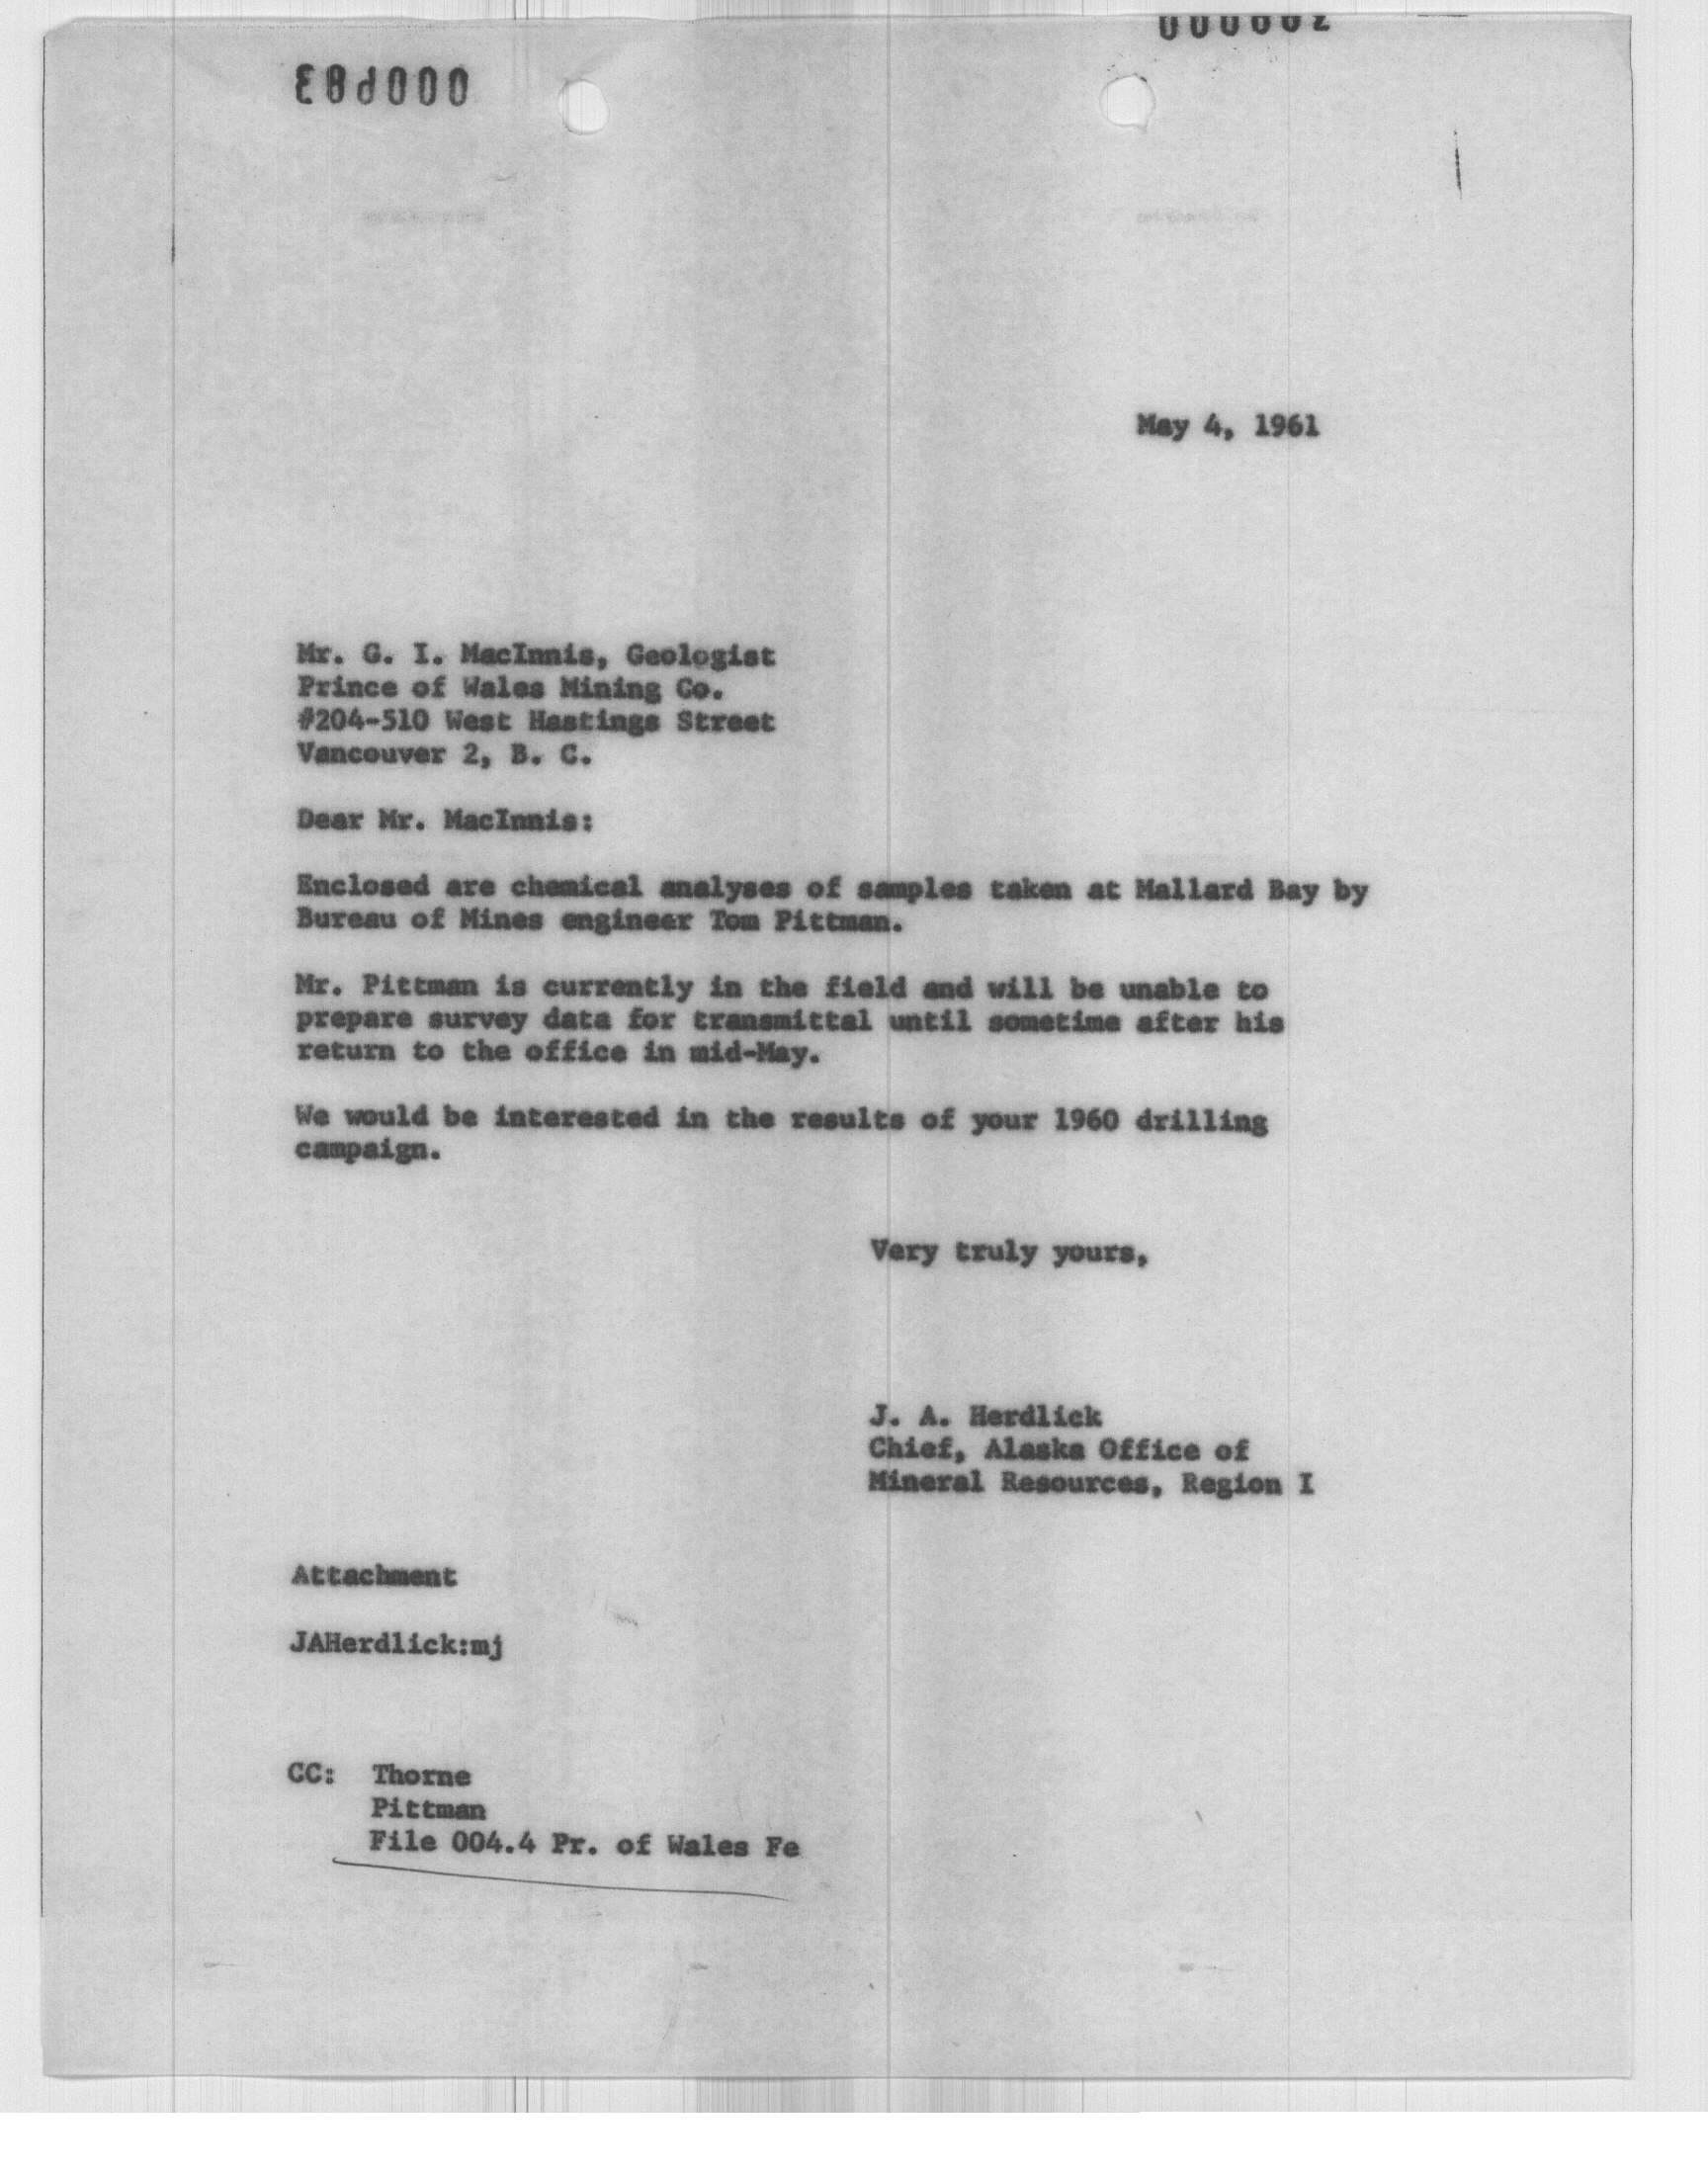 May 4, 1961
Mr. G. I. MacInnis, Geologist
Prince of Wales Mining Co.
#204-510 West Hastings Street
Vancouver 2, B. C.
Dear Mr. MacInnis:
Enclosed are chemical analyses of samples taken at Mallard Bay by
Bureau of Mines engineer Tom Pittman.
Mr. Pittman is currently in the field and will be unable to
prepare survey data for transmittal until sometime after his
return to the office in mid-May.
We would be interested in the results of your 1960 drilling
campaign.
Very truly yours,
J. A. Herdlick
Chief, Alaska Office of
Mineral Resources, Region I
Attachment
JAHerdlick:mj
CC: Thorne
Pittman
File 004.4 Pr. of Wales Fe